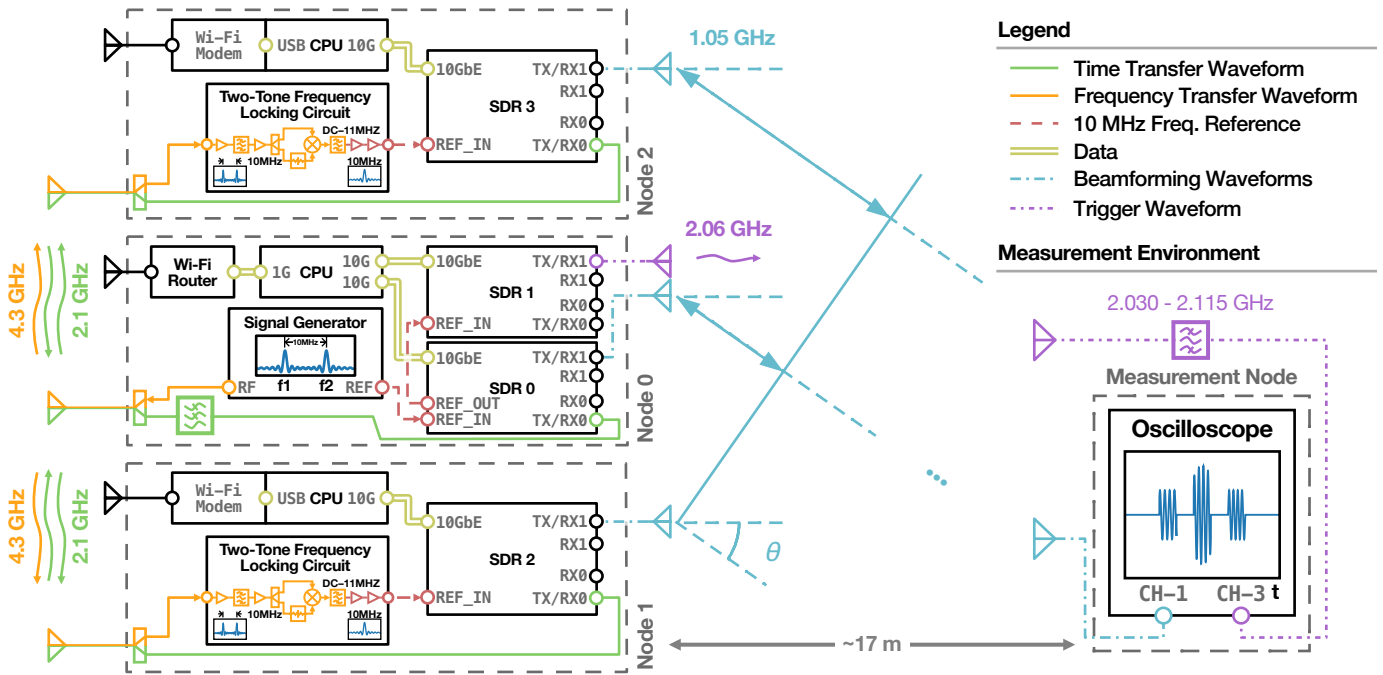 Wi-Fi
Modem
USB CPU 10G
10GbE
TX/RX1
RX1
SDR 3
RX0
REF_IN
TX/RX0
Two-Tone Frequency
Locking Circuit
DC-11MHZ
10MHz
10MHz
Node 2
1.05 GHz
4.3 GHz
2.1 GHz
Wi-Fi
Router
1G CPU 10G
10G
10GbE
TX/RX1
RX1
SDR 1
RX0
REF_IN
TX/RX0
Signal Generator
10MHz
f1 f2
RF
REF
10GbE
TX/RX1
RX1
SDR 0
REF_OUT
RX0
REF_IN
TX/RX0
Node 0
2.06 GHz
4.3 GHz
2.1 GHz
Wi-Fi
Modem
USB CPU 10G
10GbE
TX/RX1
RX1
SDR 2
RX0
REF_IN
TX/RX0
Two-Tone Frequency
Locking Circuit
DC-11MHZ
10MHz
10MHz
Node 1
θ
~17 m
Legend
Time Transfer Waveform
Frequency Transfer Waveform
10 MHz Freq. Reference
Data
Beamforming Waveforms
Trigger Waveform
Measurement Environment
2.030 - 2.115 GHz
Measurement Node
Oscilloscope
CH-1 CH-3 t